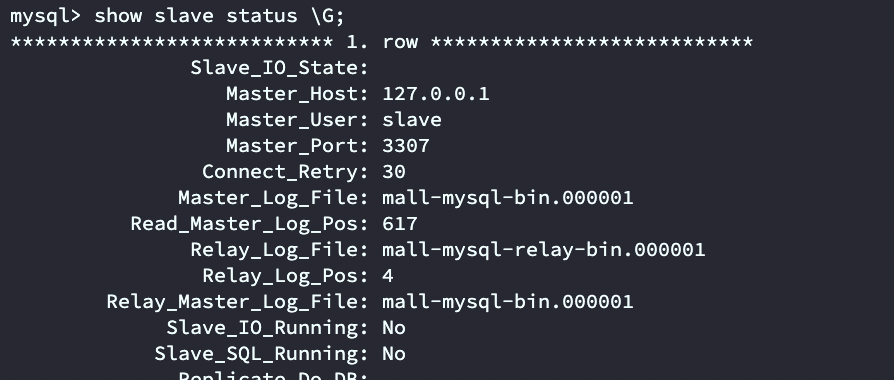 mysql> show slave status \G;
*************************** 1. row ***************************
Slave_IO_State:
Master_Host: 127.0.0.1
Master_User: slave
Master_Port: 3307
Connect_Retry: 30
Master_Log_File: mall-mysql-bin.000001
Read_Master_Log_Pos: 617
Relay_Log_File: mall-mysql-relay-bin.000001
Relay_Log_Pos: 4
Relay_Master_Log_File: mall-mysql-bin.000001
Slave_IO_Running: No
Slave_SQL_Running: No
Replicate_Do_DB: